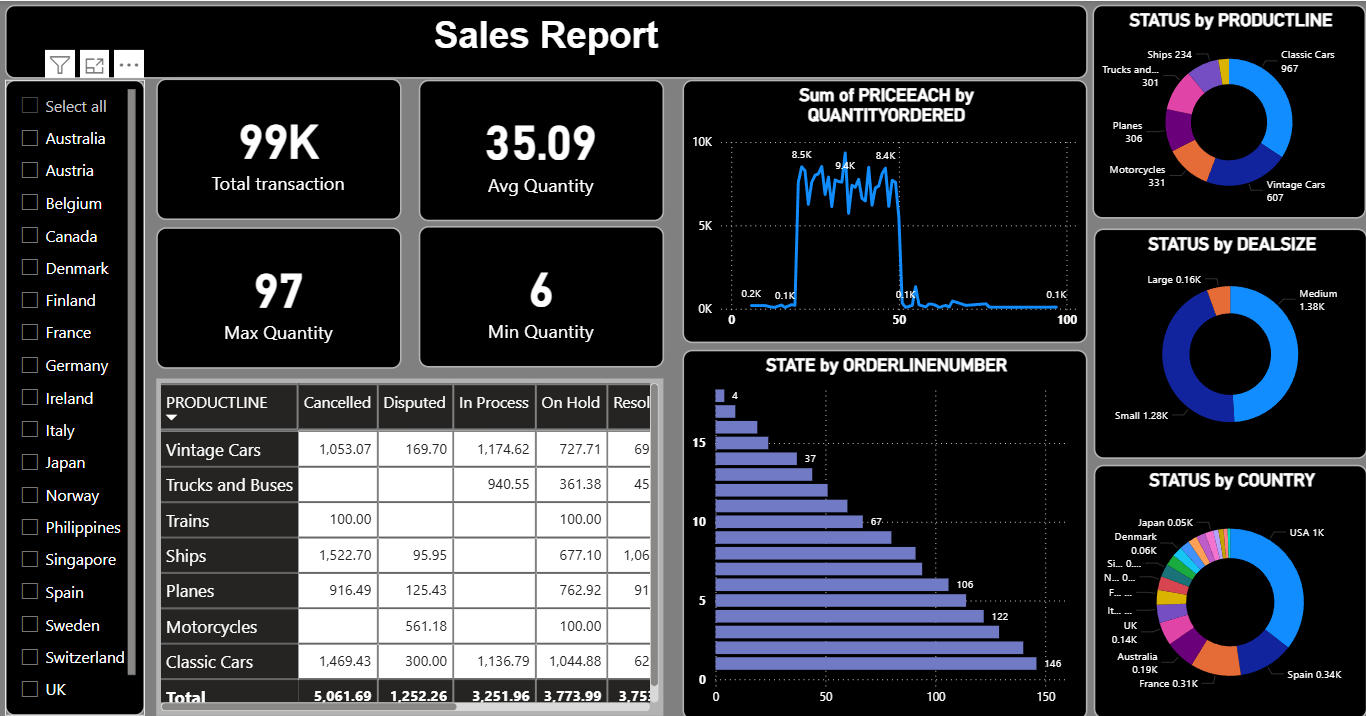 Sales Report
Select all
Australia
Austria
Belgium
Canada
Denmark
Finland
France
Germany
Ireland
Italy
Japan
Norway
Philippines
Singapore
Spain
Sweden
Switzerland
UK
99K
Total transaction
35.09
Avg Quantity
97
Max Quantity
6
Min Quantity
PRODUCTLINE Cancelled Disputed In Process On Hold Resol
Vintage Cars 1,053.07 169.70 1,174.62 727.71 69
Trucks and Buses 940.55 361.38 45
Trains 100.00 100.00
Ships 1,522.70 95.95 677.10 1,06
Planes 916.49 125.43 762.92 91
Motorcycles 561.18 100.00
Classic Cars 1,469.43 300.00 1,136.79 1,044.88 62
Total 5,061.69 1,252.26 3,251.96 3,773.99 3,753
Sum of PRICEEACH by
QUANTITYORDERED
10K
5K
0K
8.5K
9.4K
8.4K
0.2K
0.1K
0.1K
0.1K
0 50 100
STATE by ORDERLINENUMBER
4
15
37
10
67
106
5
122
146
0
0 50 100 150
STATUS by PRODUCTLINE
Ships 234
Classic Cars
967
Trucks and...
301
Planes
306
Motorcycles
331
Vintage Cars
607
STATUS by DEALSIZE
Large 0.16K
Medium
1.38K
Small 1.28K
STATUS by COUNTRY
Japan 0.05K
USA 1K
Denmark
0.06K
Si... 0....
N... 0...
F... ...
It... ...
UK
0.14K
Australia
0.19K
France 0.31K
Spain 0.34K